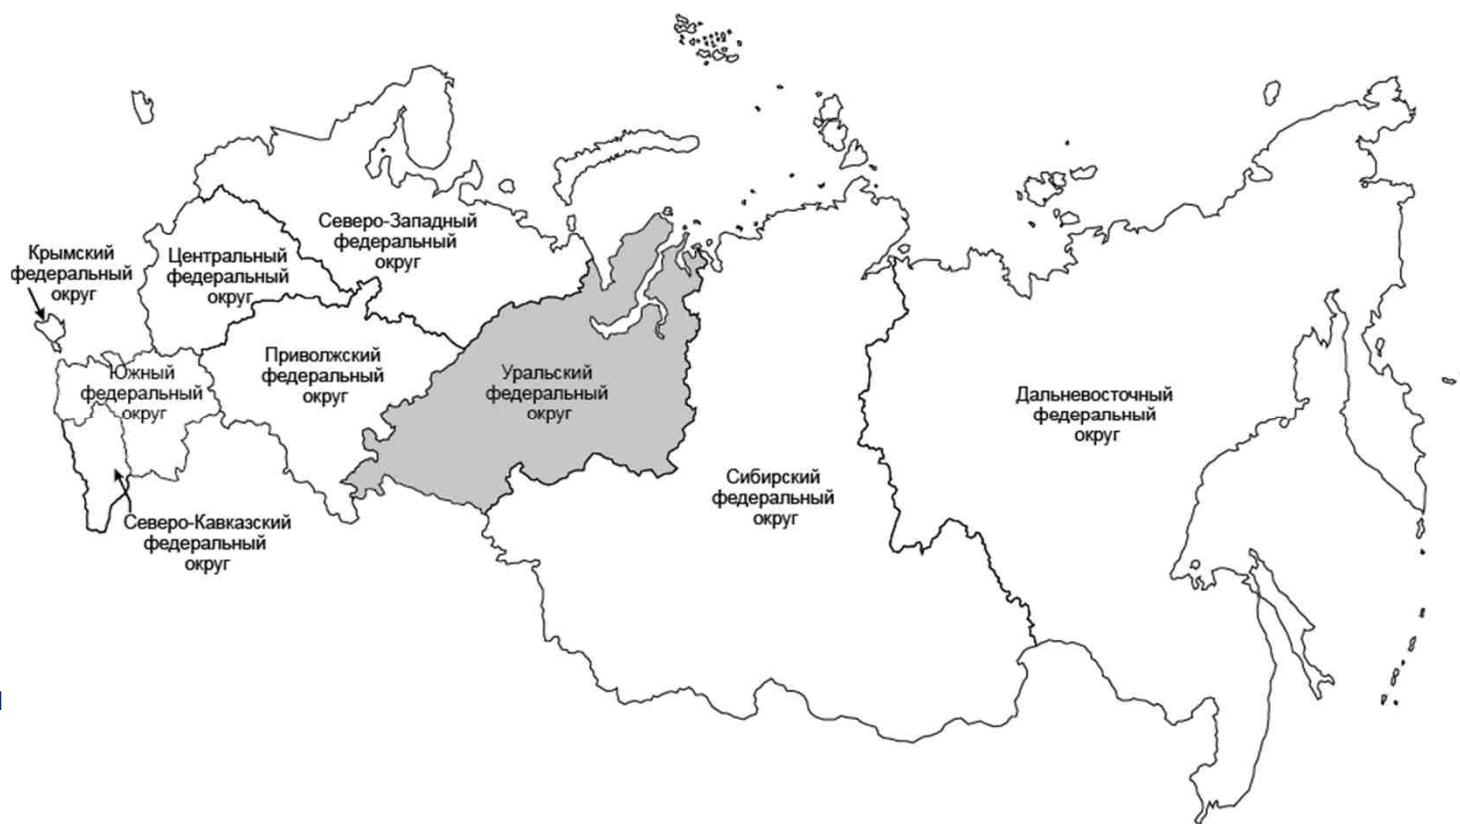 Северо-Западный
федеральный
округ
Крымский
федеральный
округ
Центральный
федеральный
округ
Приволжский
федеральный
округ
Южный
федеральный
округ
Уральский
федеральный
округ
Дальневосточный
федеральный
округ
Сибирский
федеральный
округ
Северо-Кавказский
федеральный
округ